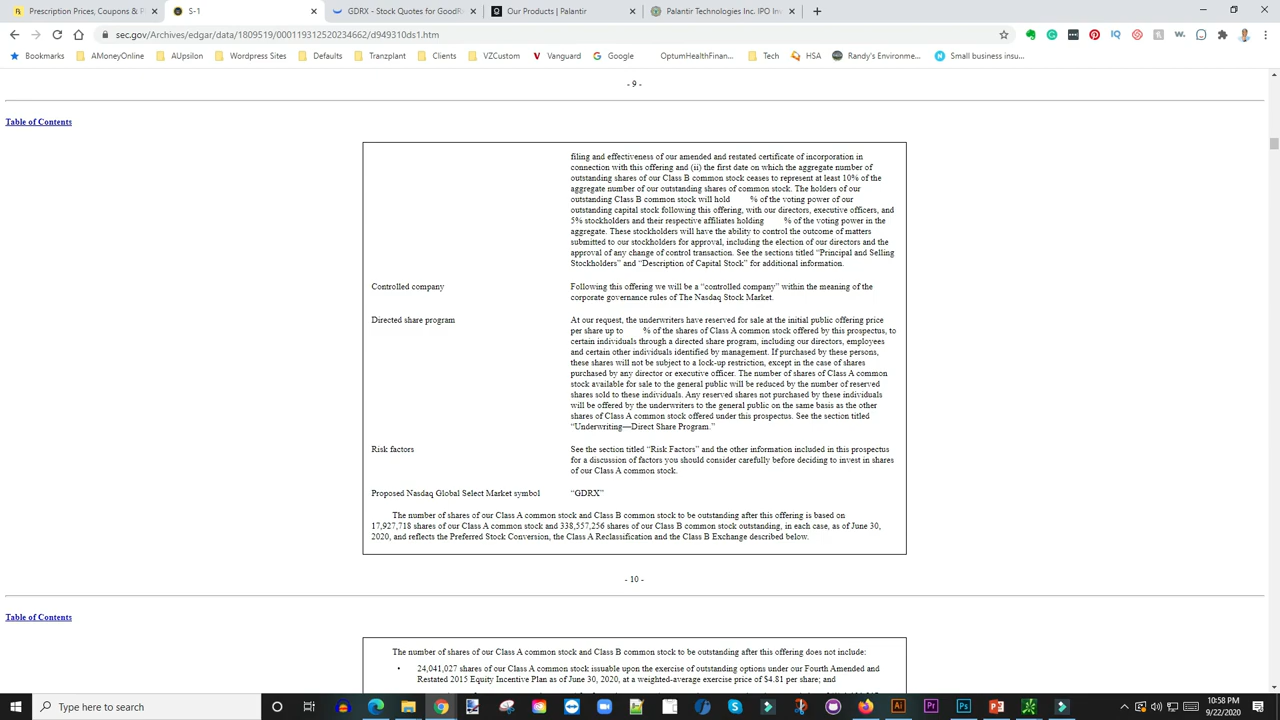 Prescription Prices, Coupons & P
S-1
GDRX - Stock Quotes for GoodR
Our Products | Palantir
Palantir Technologies Inc. IPO In
sec.gov/Archives/edgar/data/1809519/000119312520234662/d949310ds1.htm
Bookmarks
AMoneyOnline
AUpsilon
Wordpress Sites
Defaults
Tranzplant
Clients
VZCustom
Vanguard
Google
OptumHealthFinan...
Tech
HSA
Randy's Environme...
Small business insu...
- 9 -
Table of Contents
filing and effectiveness of our amended and restated certificate of incorporation in
connection with this offering and (ii) the first date on which the aggregate number of
outstanding shares of our Class B common stock ceases to represent at least 10% of the
aggregate number of our outstanding shares of common stock. The holders of our
outstanding Class B common stock will hold % of the voting power of our
outstanding capital stock following this offering, with our directors, executive officers, and
5% stockholders and their respective affiliates holding % of the voting power in the
aggregate. These stockholders will have the ability to control the outcome of matters
submitted to our stockholders for approval, including the election of our directors and the
approval of any change of control transaction. See the sections titled “Principal and Selling
Stockholders” and “Description of Capital Stock” for additional information.
Controlled company
Following this offering we will be a “controlled company” within the meaning of the
corporate governance rules of The Nasdaq Stock Market.
Directed share program
At our request, the underwriters have reserved for sale at the initial public offering price
per share up to % of the shares of Class A common stock offered by this prospectus, to
certain individuals through a directed share program, including our directors, employees
and certain other individuals identified by management. If purchased by these persons,
these shares will not be subject to a lock-up restriction, except in the case of shares
purchased by any director or executive officer. The number of shares of Class A common
stock available for sale to the general public will be reduced by the number of reserved
shares sold to these individuals. Any reserved shares not purchased by these individuals
will be offered by the underwriters to the general public on the same basis as the other
shares of Class A common stock offered under this prospectus. See the section titled
“Underwriting—Direct Share Program.”
Risk factors
See the section titled “Risk Factors” and the other information included in this prospectus
for a discussion of factors you should consider carefully before deciding to invest in shares
of our Class A common stock.
Proposed Nasdaq Global Select Market symbol
“GDRX”
The number of shares of our Class A common stock and Class B common stock to be outstanding after this offering is based on
17,927,718 shares of our Class A common stock and 338,557,256 shares of our Class B common stock outstanding, in each case, as of June 30,
2020, and reflects the Preferred Stock Conversion, the Class A Reclassification and the Class B Exchange described below.
- 10 -
Table of Contents
The number of shares of our Class A common stock and Class B common stock to be outstanding after this offering does not include:
• 24,041,027 shares of our Class A common stock issuable upon the exercise of outstanding options under our Fourth Amended and
Restated 2015 Equity Incentive Plan as of June 30, 2020, at a weighted-average exercise price of $4.81 per share; and
Type here to search
10:58 PM
9/22/2020